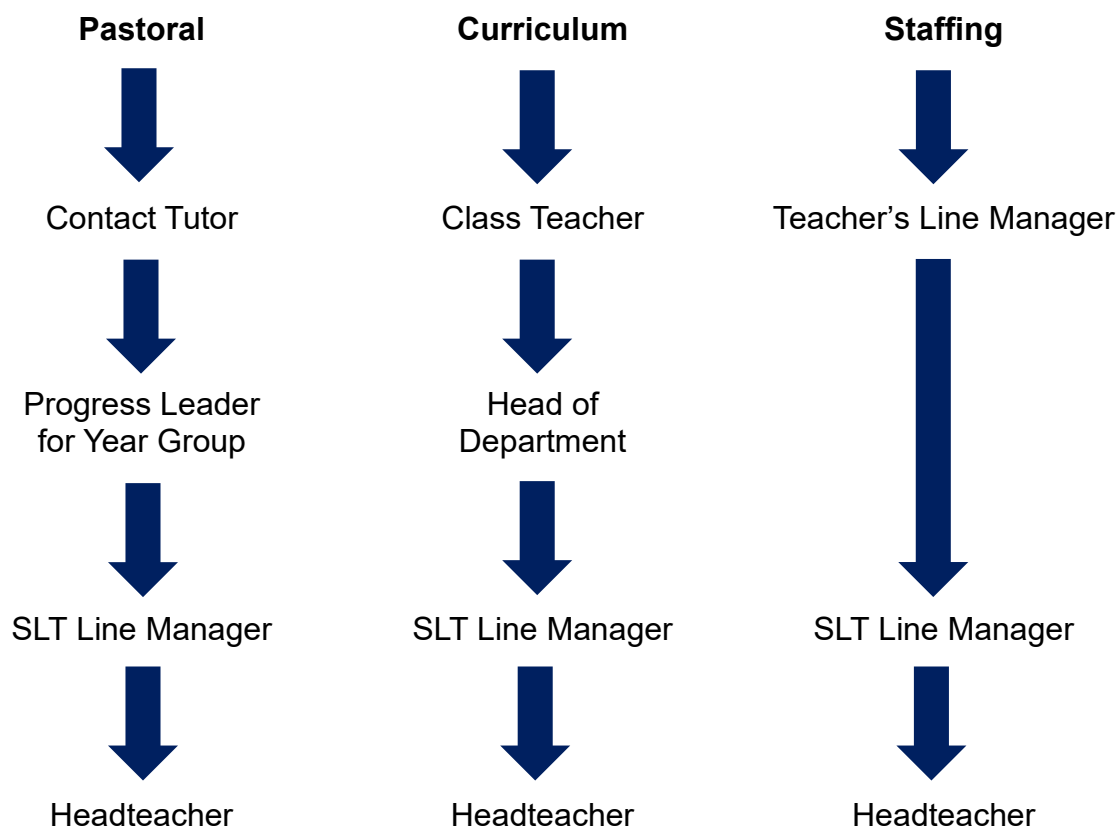 Pastoral
Curriculum
Staffing
Contact Tutor
Class Teacher
Teacher’s Line Manager
Progress Leader
for Year Group
Head of
Department
SLT Line Manager
SLT Line Manager
SLT Line Manager
Headteacher
Headteacher
Headteacher